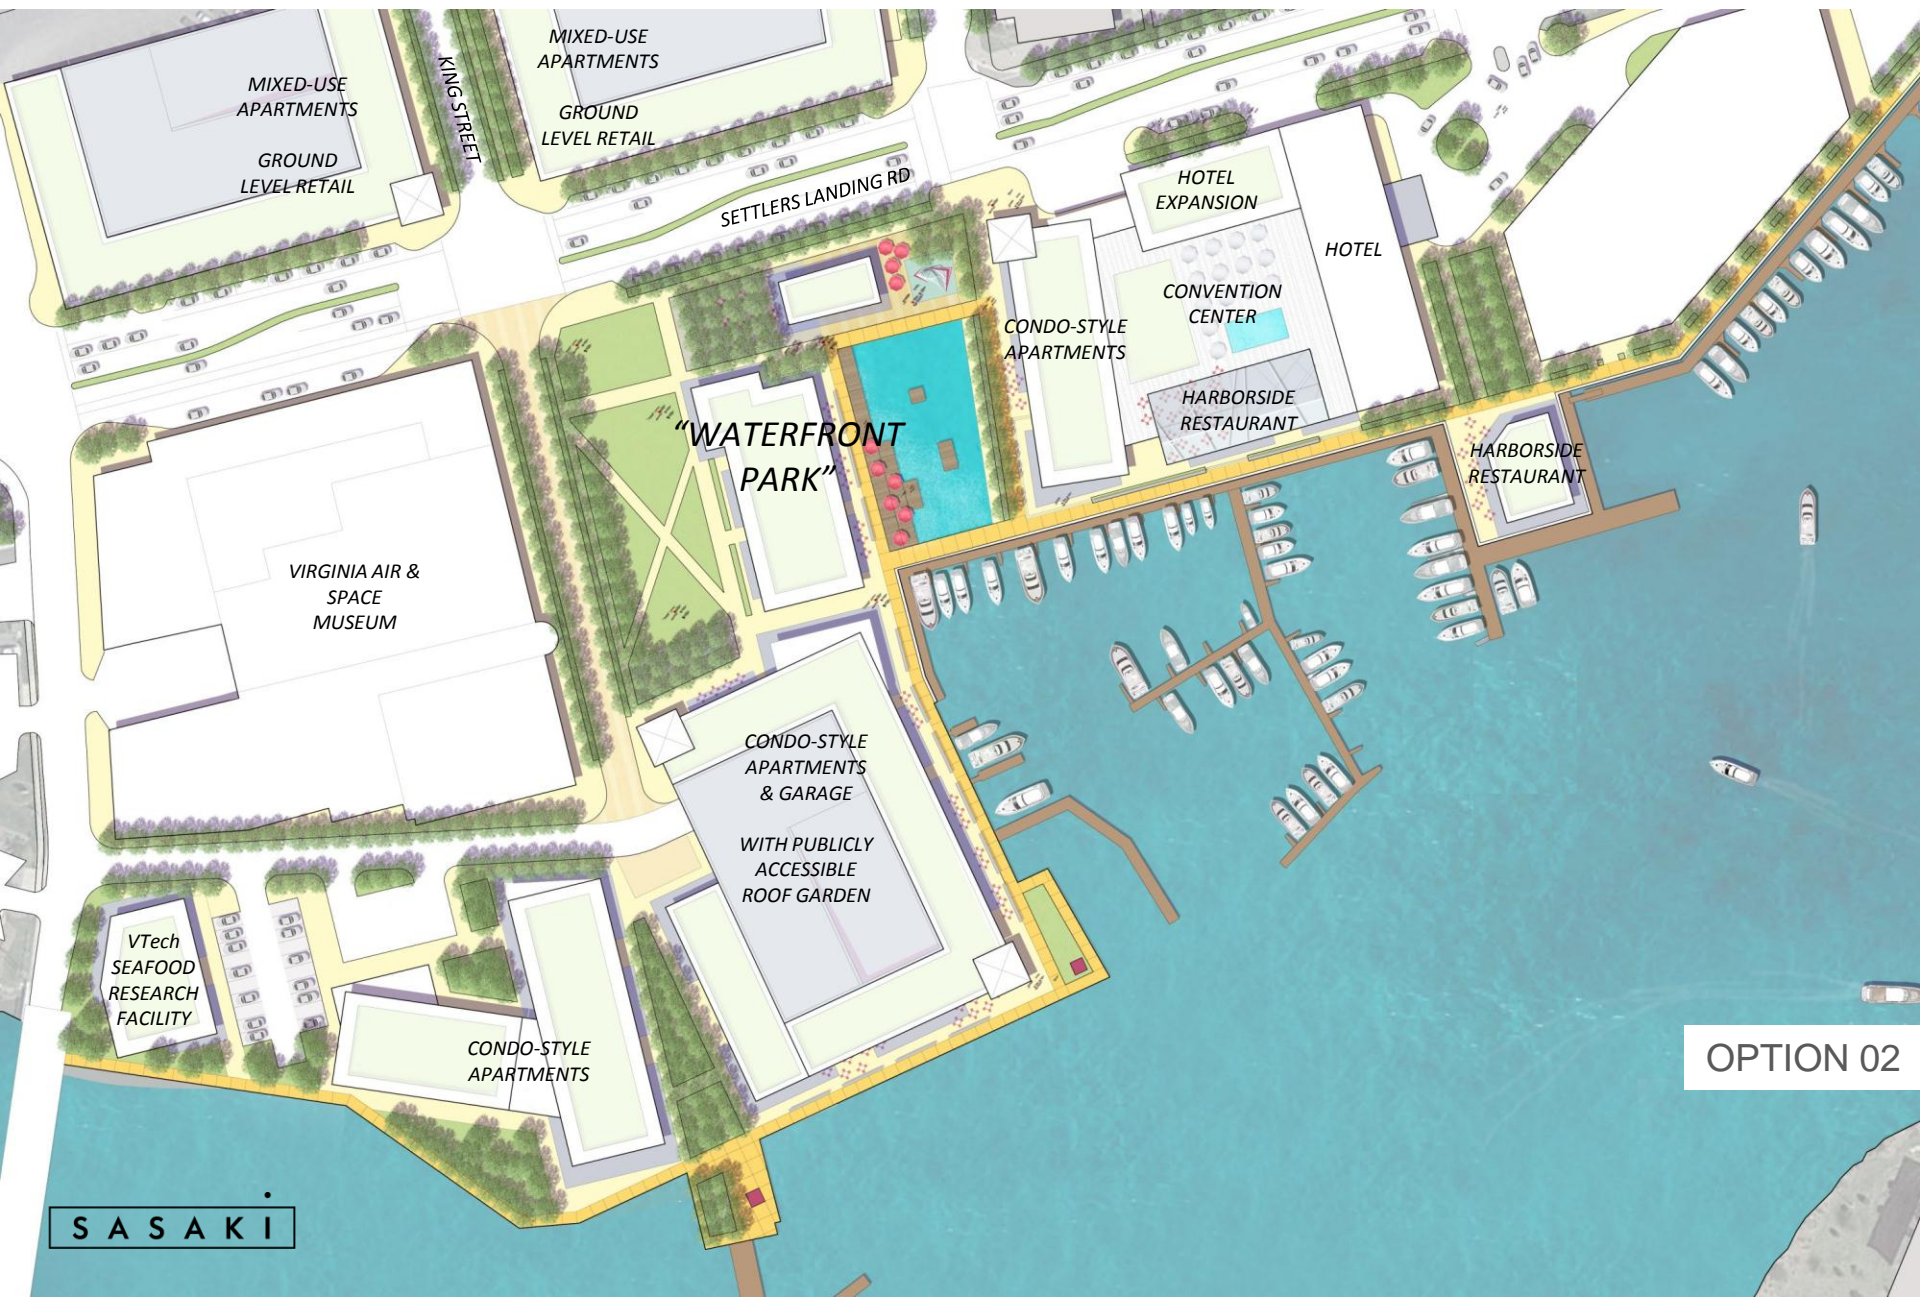 MIXED-USE
APARTMENTS
GROUND
LEVEL RETAIL
KING STREET
MIXED-USE
APARTMENTS
GROUND
LEVEL RETAIL
SETTLERS LANDING RD
HOTEL
EXPANSION
HOTEL
CONVENTION
CENTER
CONDO-STYLE
APARTMENTS
HARBORSIDE
RESTAURANT
HARBORSIDE
RESTAURANT
“WATERFRONT
PARK”
VIRGINIA AIR &
SPACE
MUSEUM
CONDO-STYLE
APARTMENTS
& GARAGE
WITH PUBLICLY
ACCESSIBLE
ROOF GARDEN
VTech
SEAFOOD
RESEARCH
FACILITY
CONDO-STYLE
APARTMENTS
OPTION 02
SASAKI